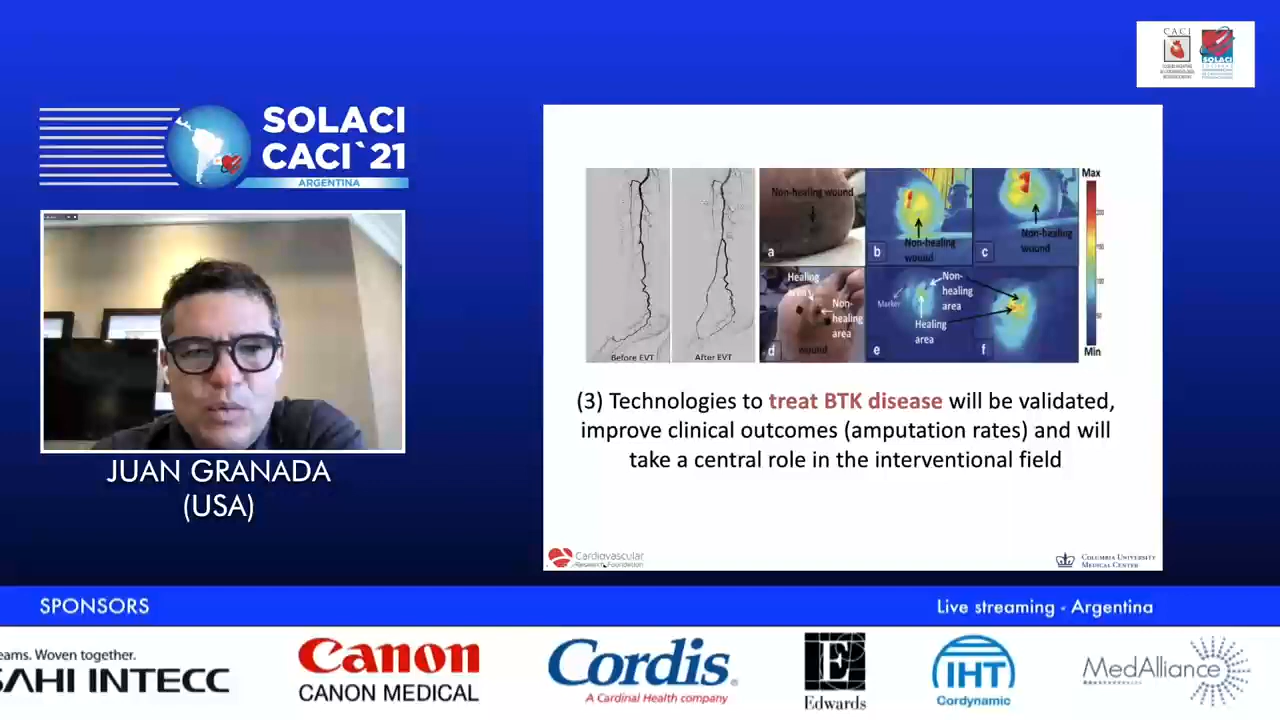 CACI
SOLACI
SOLACI
CACI`21
ARGENTINA
JUAN GRANADA
(USA)
Before EVT
After EVT
Non-healing wound
a
b
Non-healing
wound
c
Non-healing
wound
Healing
area
Non-
healing
area
wound
d
Marker
Non-
healing
area
Healing
area
e
f
Max
Min
(3) Technologies to treat BTK disease will be validated,
improve clinical outcomes (amputation rates) and will
take a central role in the interventional field
Cardiovascular
Research Foundation
COLUMBIA UNIVERSITY
MEDICAL CENTER
SPONSORS
Live streaming - Argentina
eams. Woven together.
SAHI INTECC
Canon
CANON MEDICAL
Cordis
A Cardinal Health company
Edwards
IHT
Cordynamic
MedAlliance